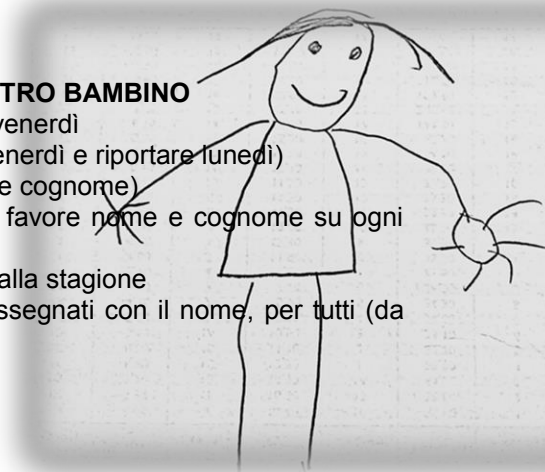 TRO BAMBINO
venerdì
enerdì e riportare lunedì)
e cognome)
favore nome e cognome su ogni
alla stagione
ssegnati con il nome, per tutti (da